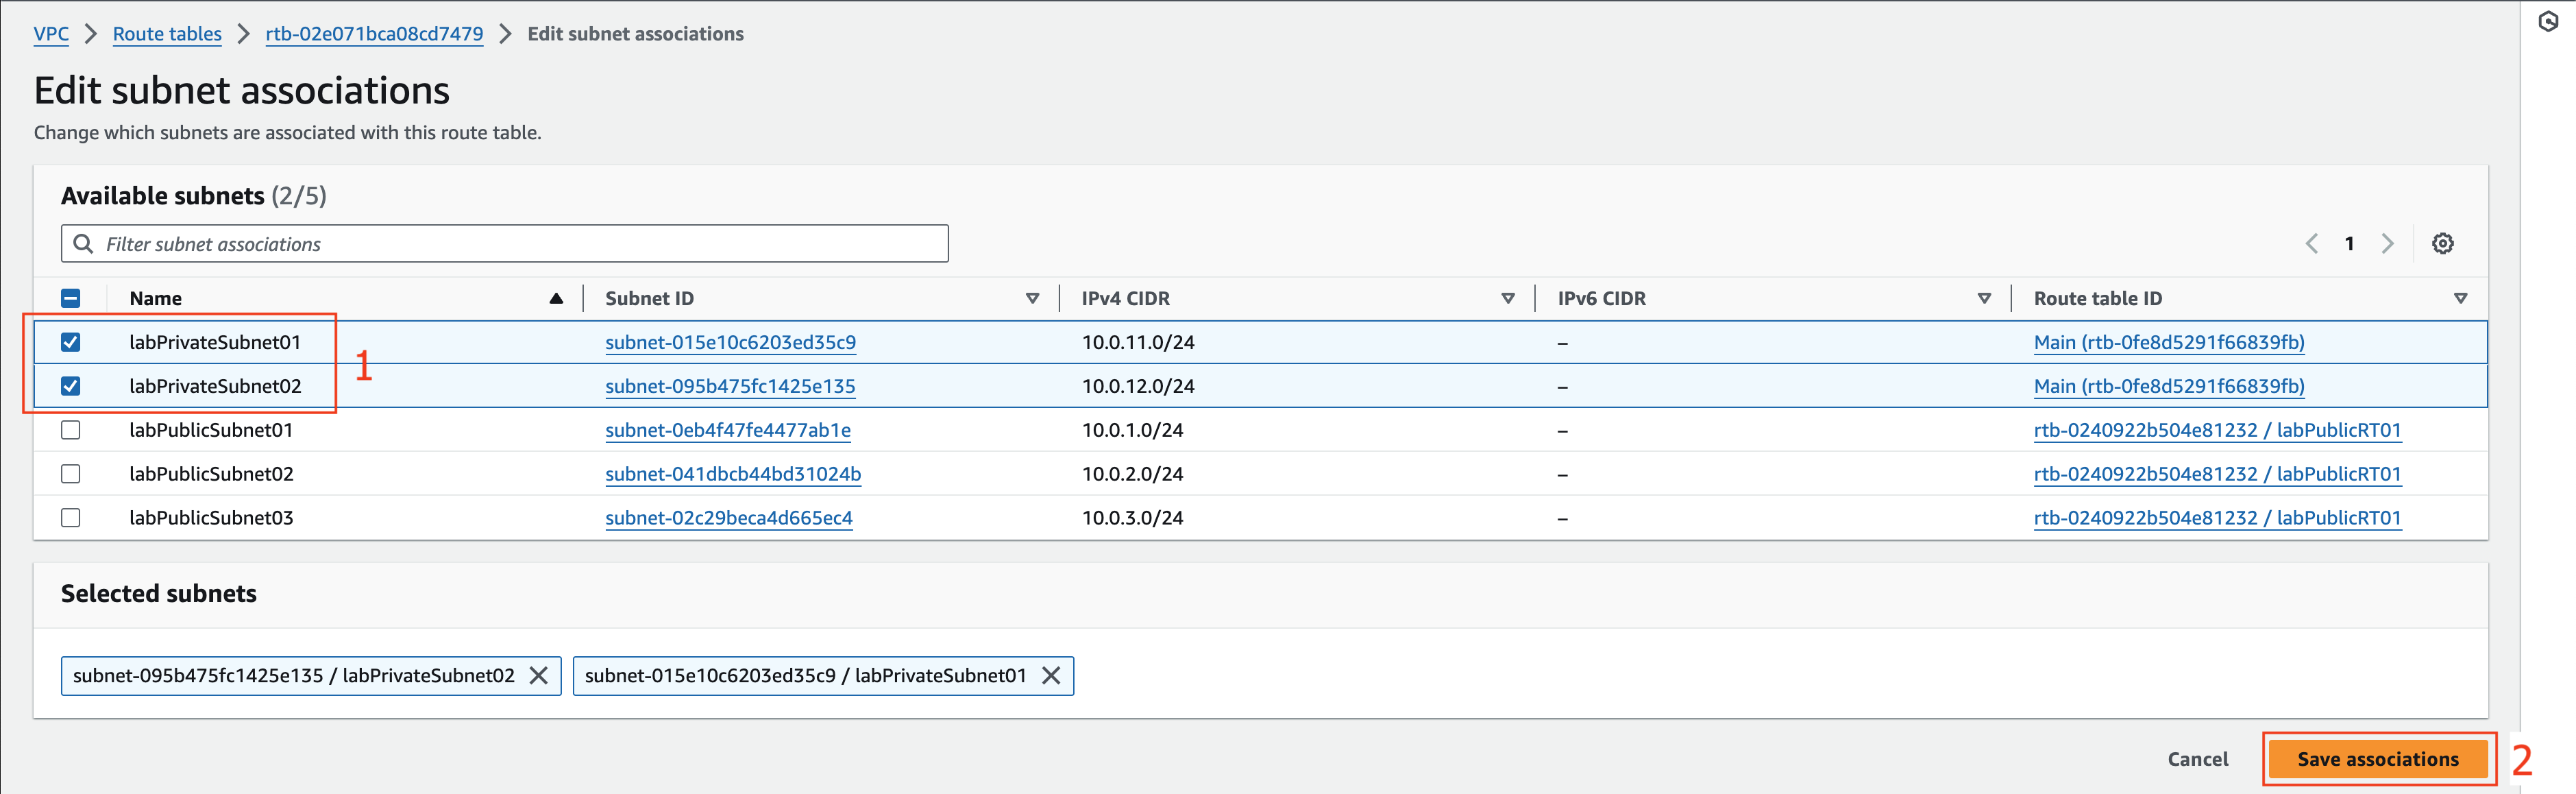 VPC > Route tables > rtb-02e071bca08cd7479 > Edit subnet associations
Edit subnet associations
Change which subnets are associated with this route table.
Available subnets (2/5)
Filter subnet associations
1
Name Subnet ID IPv4 CIDR IPv6 CIDR Route table ID
labPrivateSubnet01 subnet-015e10c6203ed35c9 10.0.11.0/24 – Main (rtb-0fe8d5291f66839fb)
1
labPrivateSubnet02 subnet-095b475fc1425e135 10.0.12.0/24 – Main (rtb-0fe8d5291f66839fb)
labPublicSubnet01 subnet-0eb4f47fe4477ab1e 10.0.1.0/24 – rtb-0240922b504e81232 / labPublicRT01
labPublicSubnet02 subnet-041dbcb44bd31024b 10.0.2.0/24 – rtb-0240922b504e81232 / labPublicRT01
labPublicSubnet03 subnet-02c29beca4d665ec4 10.0.3.0/24 – rtb-0240922b504e81232 / labPublicRT01
Selected subnets
subnet-095b475fc1425e135 / labPrivateSubnet02 subnet-015e10c6203ed35c9 / labPrivateSubnet01
Cancel Save associations 2